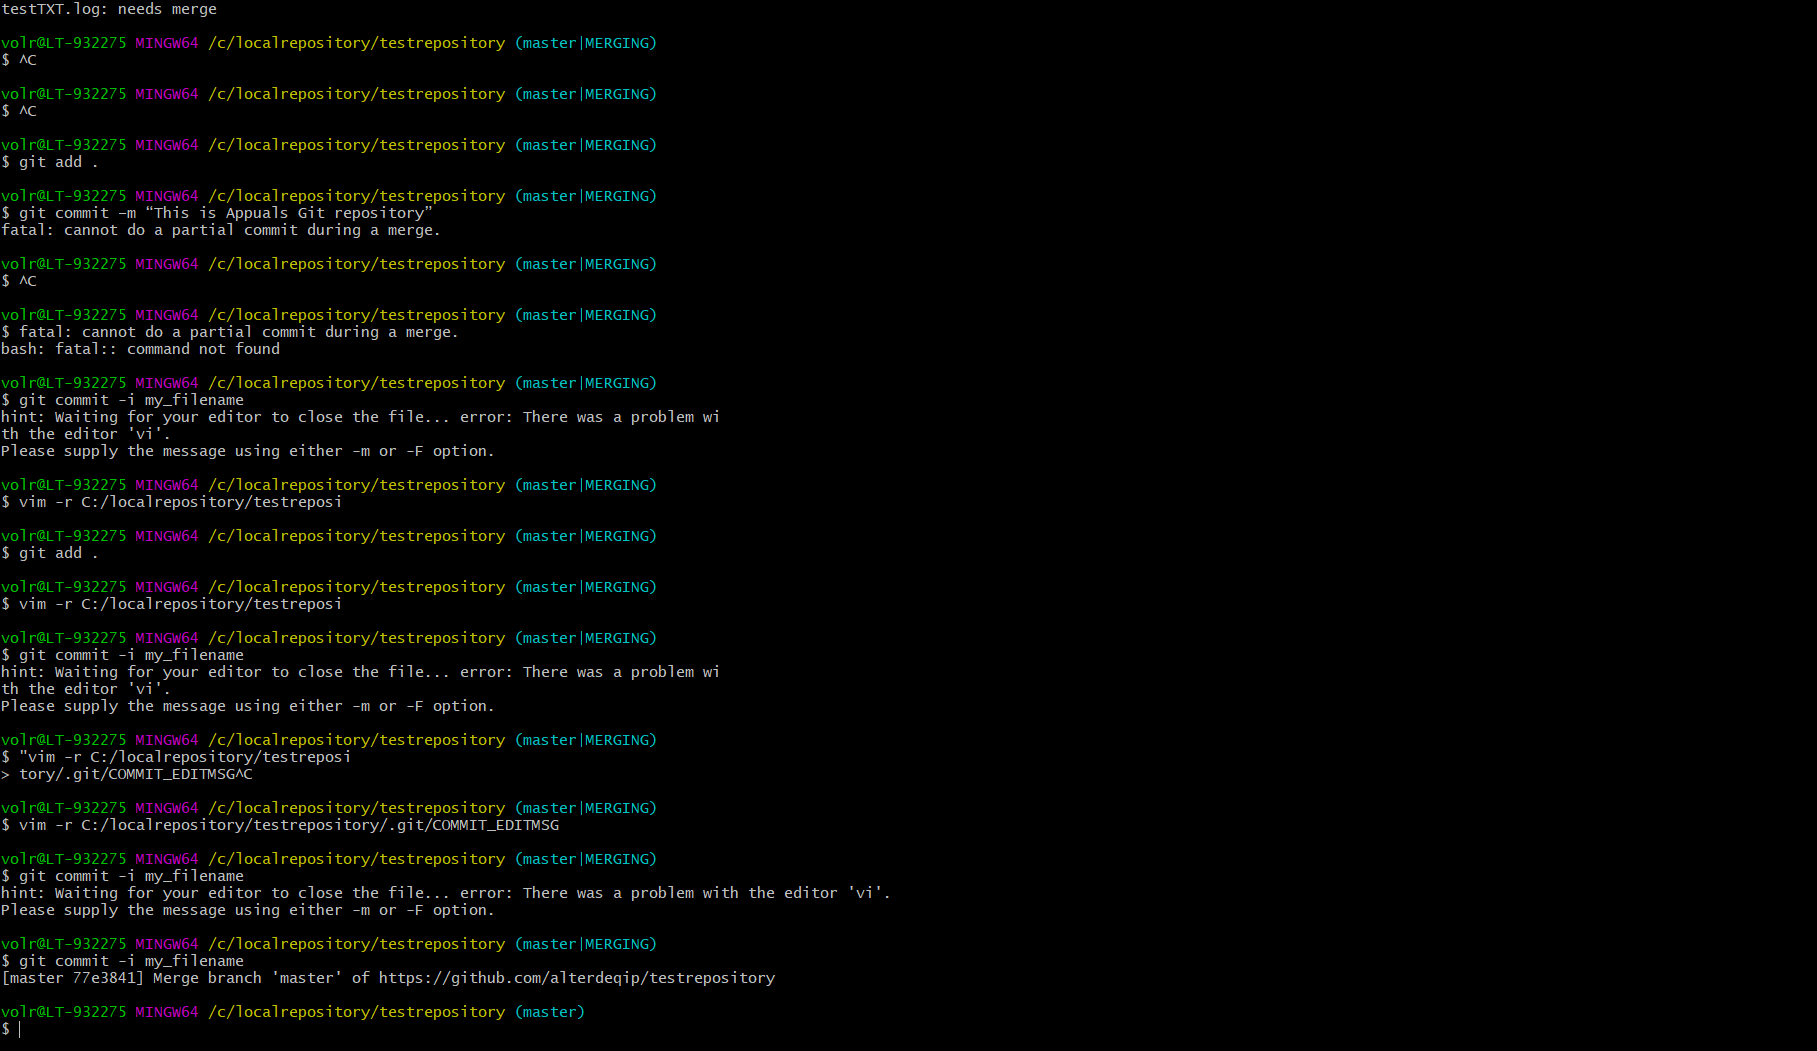 testTXT.log: needs merge
volr@LT-932275 MINGW64 /c/localrepository/testrepository (master|MERGING)
$ ^C
volr@LT-932275 MINGW64 /c/localrepository/testrepository (master|MERGING)
$ ^C
volr@LT-932275 MINGW64 /c/localrepository/testrepository (master|MERGING)
$ git add .
volr@LT-932275 MINGW64 /c/localrepository/testrepository (master|MERGING)
$ git commit –m “This is Appuals Git repository”
fatal: cannot do a partial commit during a merge.
volr@LT-932275 MINGW64 /c/localrepository/testrepository (master|MERGING)
$ ^C
volr@LT-932275 MINGW64 /c/localrepository/testrepository (master|MERGING)
$ fatal: cannot do a partial commit during a merge.
bash: fatal:: command not found
volr@LT-932275 MINGW64 /c/localrepository/testrepository (master|MERGING)
$ git commit -i my_filename
hint: Waiting for your editor to close the file... error: There was a problem wi
th the editor 'vi'.
Please supply the message using either -m or -F option.
volr@LT-932275 MINGW64 /c/localrepository/testrepository (master|MERGING)
$ vim -r C:/localrepository/testreposi
volr@LT-932275 MINGW64 /c/localrepository/testrepository (master|MERGING)
$ git add .
volr@LT-932275 MINGW64 /c/localrepository/testrepository (master|MERGING)
$ vim -r C:/localrepository/testreposi
volr@LT-932275 MINGW64 /c/localrepository/testrepository (master|MERGING)
$ git commit -i my_filename
hint: Waiting for your editor to close the file... error: There was a problem wi
th the editor 'vi'.
Please supply the message using either -m or -F option.
volr@LT-932275 MINGW64 /c/localrepository/testrepository (master|MERGING)
$ "vim -r C:/localrepository/testreposi
> tory/.git/COMMIT_EDITMSG^C
volr@LT-932275 MINGW64 /c/localrepository/testrepository (master|MERGING)
$ vim -r C:/localrepository/testrepository/.git/COMMIT_EDITMSG
volr@LT-932275 MINGW64 /c/localrepository/testrepository (master|MERGING)
$ git commit -i my_filename
hint: Waiting for your editor to close the file... error: There was a problem with the editor 'vi'.
Please supply the message using either -m or -F option.
volr@LT-932275 MINGW64 /c/localrepository/testrepository (master|MERGING)
$ git commit -i my_filename
[master 77e3841] Merge branch 'master' of https://github.com/alterdeqip/testrepository
volr@LT-932275 MINGW64 /c/localrepository/testrepository (master)
$